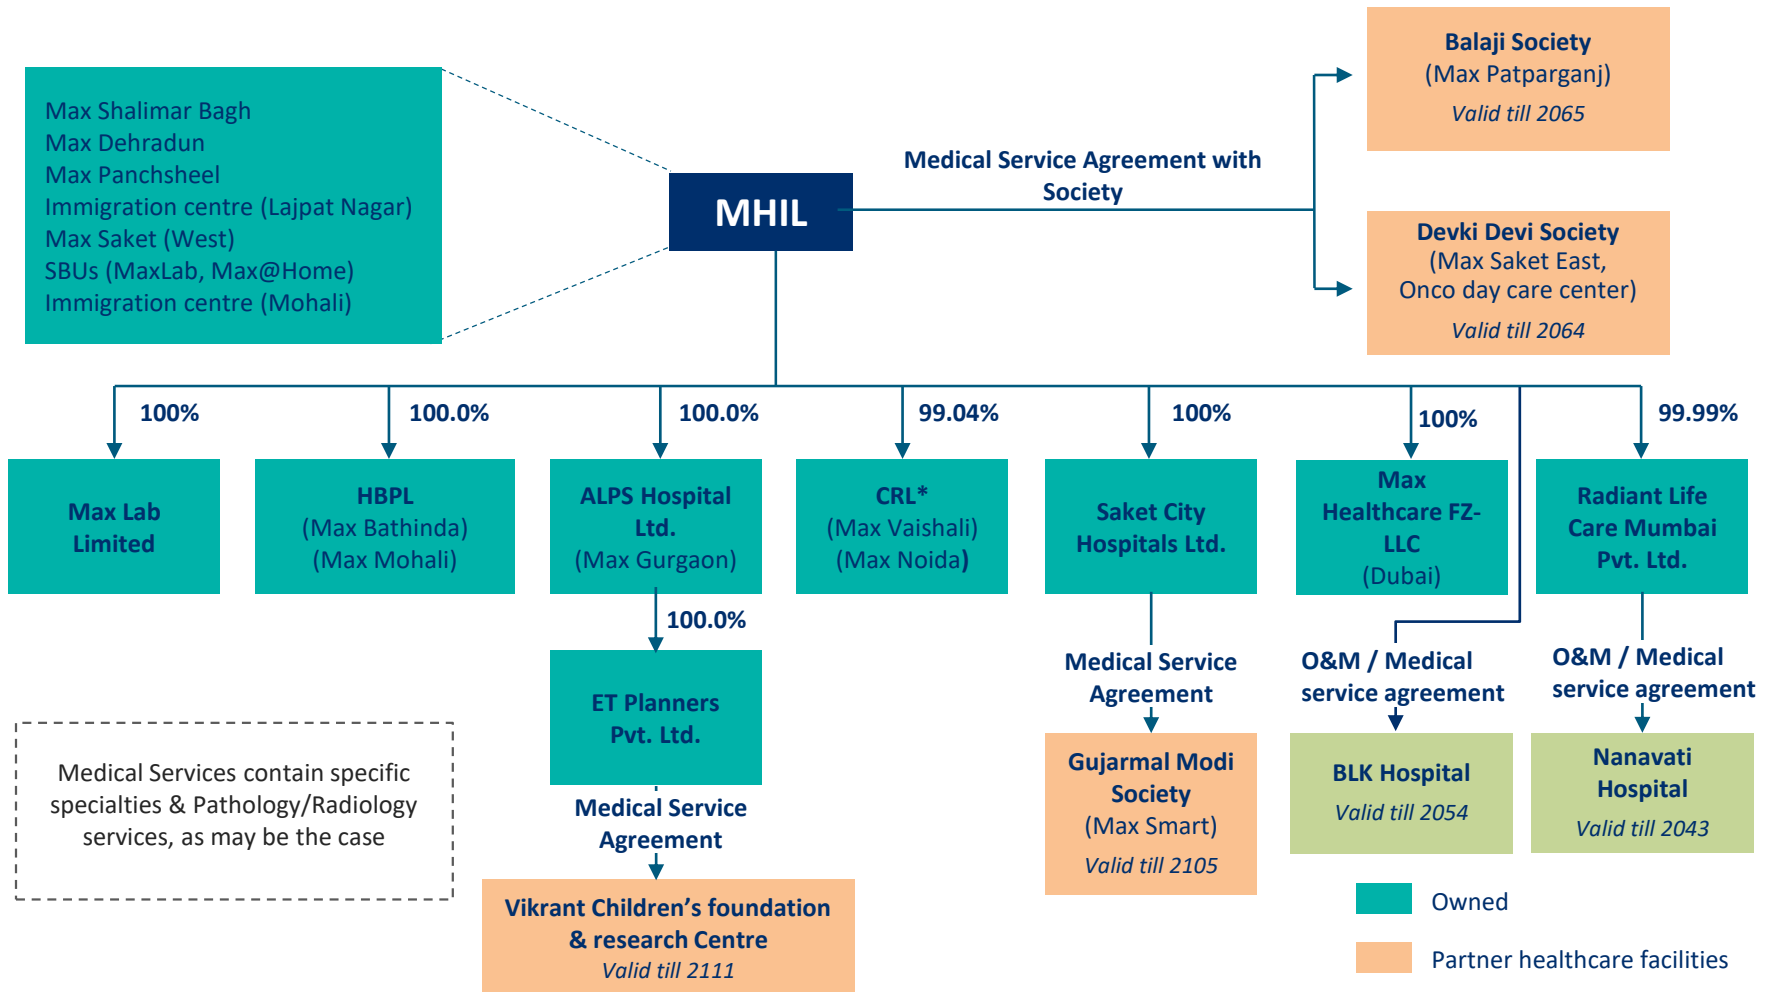 Max Shalimar Bagh
Max Dehradun
Max Panchsheel
Immigration centre (Lajpat Nagar)
Max Saket (West)
SBUs (MaxLab, Max@Home)
Immigration centre (Mohali)
MHIL
Medical Service Agreement with
Society
Balaji Society
(Max Patparganj)
Valid till 2065
Devki Devi Society
(Max Saket East,
Onco day care center)
Valid till 2064
100%
100.0%
100.0%
99.04%
100%
100%
99.99%
Max Lab
Limited
HBPL
(Max Bathinda)
(Max Mohali)
ALPS Hospital
Ltd.
(Max Gurgaon)
CRL*
(Max Vaishali)
(Max Noida)
Saket City
Hospitals Ltd.
Max
Healthcare FZ-
LLC
(Dubai)
Radiant Life
Care Mumbai
Pvt. Ltd.
100.0%
ET Planners
Pvt. Ltd.
Medical Service
Agreement
Vikrant Children’s foundation
& research Centre
Valid till 2111
Medical Service
Agreement
Gujarmal Modi
Society
(Max Smart)
Valid till 2105
O&M / Medical
service agreement
BLK Hospital
Valid till 2054
O&M / Medical
service agreement
Nanavati
Hospital
Valid till 2043
Medical Services contain specific
specialties & Pathology/Radiology
services, as may be the case
Owned
Partner healthcare facilities